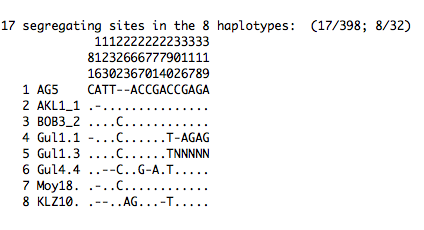 17 segregating sites in the 8 haplotypes:  (17/398; 8/32)
1112222222233333
81232666777901111
16302367014026789
1 AG5 CATT--ACCGACCGAGA
2 AKL1_1 .-...............
3 BOB3_2 ....C............
4 Gul1.1 -...C......T-AGAG
5 Gul1.3 ....C......TNNNNN
6 Gul4.4 ..--C..G-A.T.....
7 Moy18. .-..C............
8 KLZ10. .--..AG...-T.....